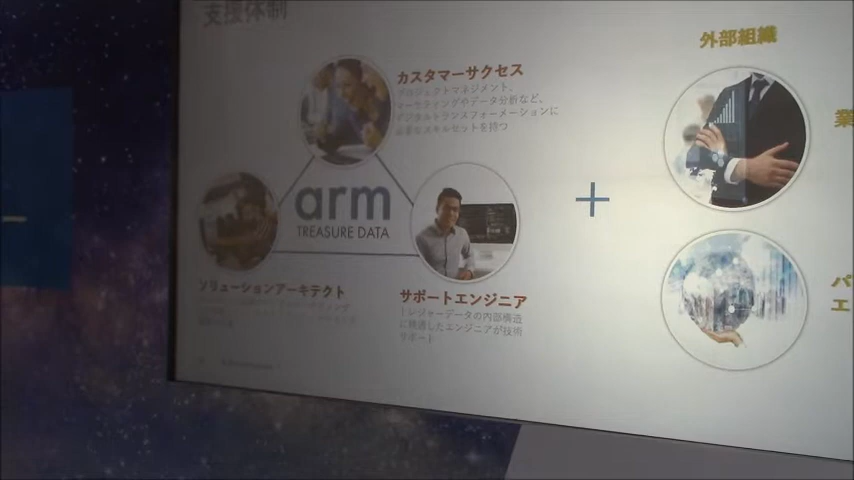 支援体制
カスタマーサクセス
プロジェクトマネジメント、
マーケティングやデータ分析など、
デジタルトランスフォーメーションに
必要なスキルセットを持つ
arm
TREASURE DATA
ソリューションアーキテクト
サポートエンジニア
トレジャーデータの内部構造
に精通したエンジニアが技術
サポート
+
外部組織
業
パ
エ